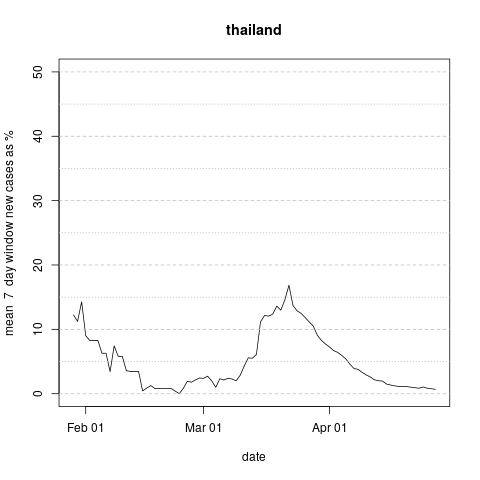 thailand
mean 7 day window new cases as %
50
40
30
20
10
0
Feb 01
Mar 01
Apr 01
date